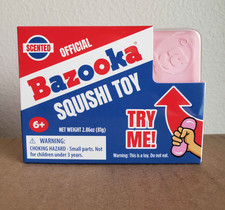 SCENTED
OFFICIAL
Bazooka
SQUISHI TOY
6+
NET WEIGHT 2.86oz (81g)
TRY
ME!
WARNING:
CHOKING HAZARD - Small parts. Not
for children under 3 years.
Warning: This is a toy. Do not eat.